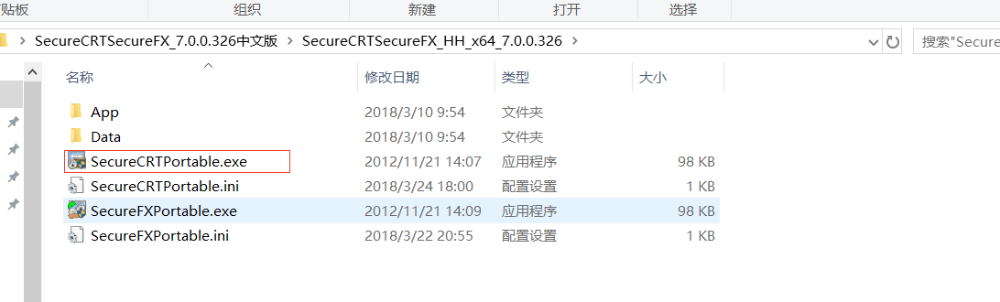 贴板 组织 新建 打开 选择
SecureCRTSecureFX_7.0.0.326中文版 SecureCRTSecureFX_HH_x64_7.0.0.326 搜索"Secure
名称 修改日期 类型 大小
App 2018/3/10 9:54 文件夹
Data 2018/3/10 9:54 文件夹
SecureCRTPortable.exe 2012/11/21 14:07 应用程序 98 KB
SecureCRTPortable.ini 2018/3/24 18:00 配置设置 1 KB
SecureFXPortable.exe 2012/11/21 14:09 应用程序 98 KB
SecureFXPortable.ini 2018/3/22 20:55 配置设置 1 KB